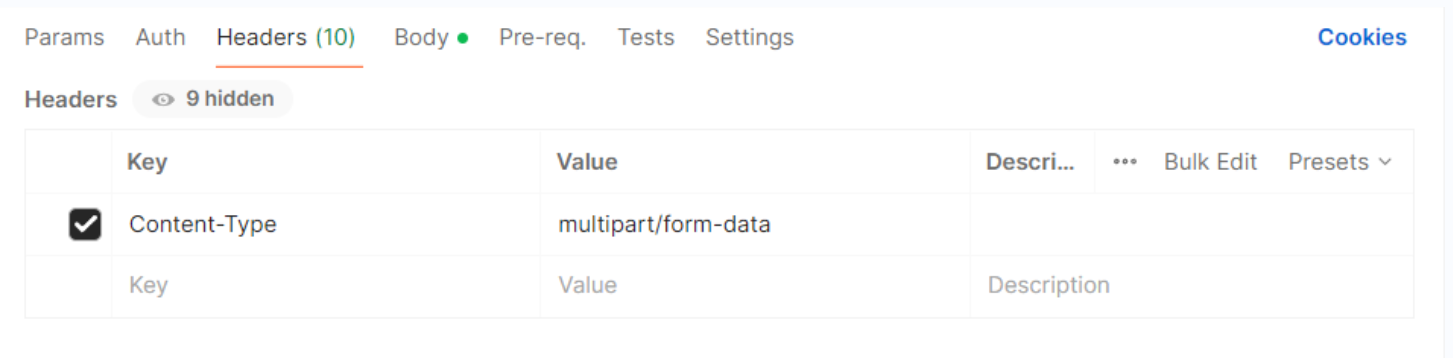 Params Auth Headers (10) Body Pre-req. Tests Settings Cookies
Headers 9 hidden
Key Value Descri... ••• Bulk Edit Presets
Content-Type multipart/form-data
Key Value Description